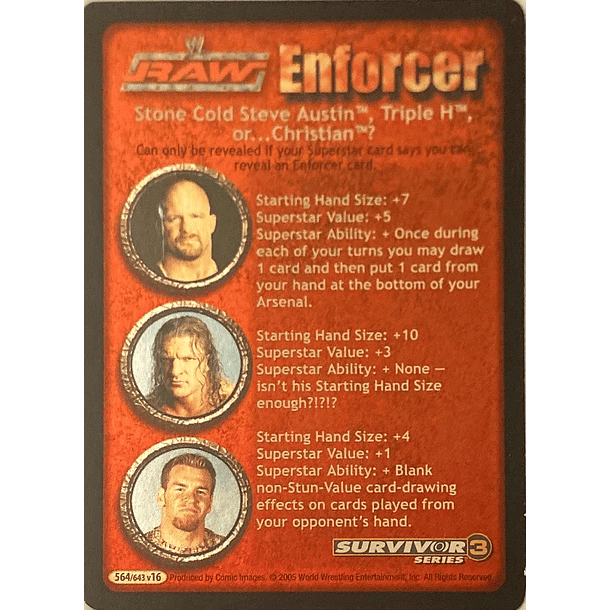 W
RAW Enforcer
Stone Cold Steve Austin™, Triple H™,
or...Christian™?
Can only be revealed if your Superstar card says you can
reveal an Enforcer card.
Starting Hand Size: +7
Superstar Value: +5
Superstar Ability: + Once during
each of your turns you may draw
1 card and then put 1 card from
your hand at the bottom of your
Arsenal.
Starting Hand Size: +10
Superstar Value: +3
Superstar Ability: + None —
isn't his Starting Hand Size
enough?!?!?
Starting Hand Size: +4
Superstar Value: +1
Superstar Ability: + Blank
non-Stun-Value card-drawing
effects on cards played from
your opponent's hand.
SURVIVOR 3
SERIES
564/643 v16 Produced by Comic Images. © 2005 World Wrestling Entertainment, Inc. All Rights Reserved